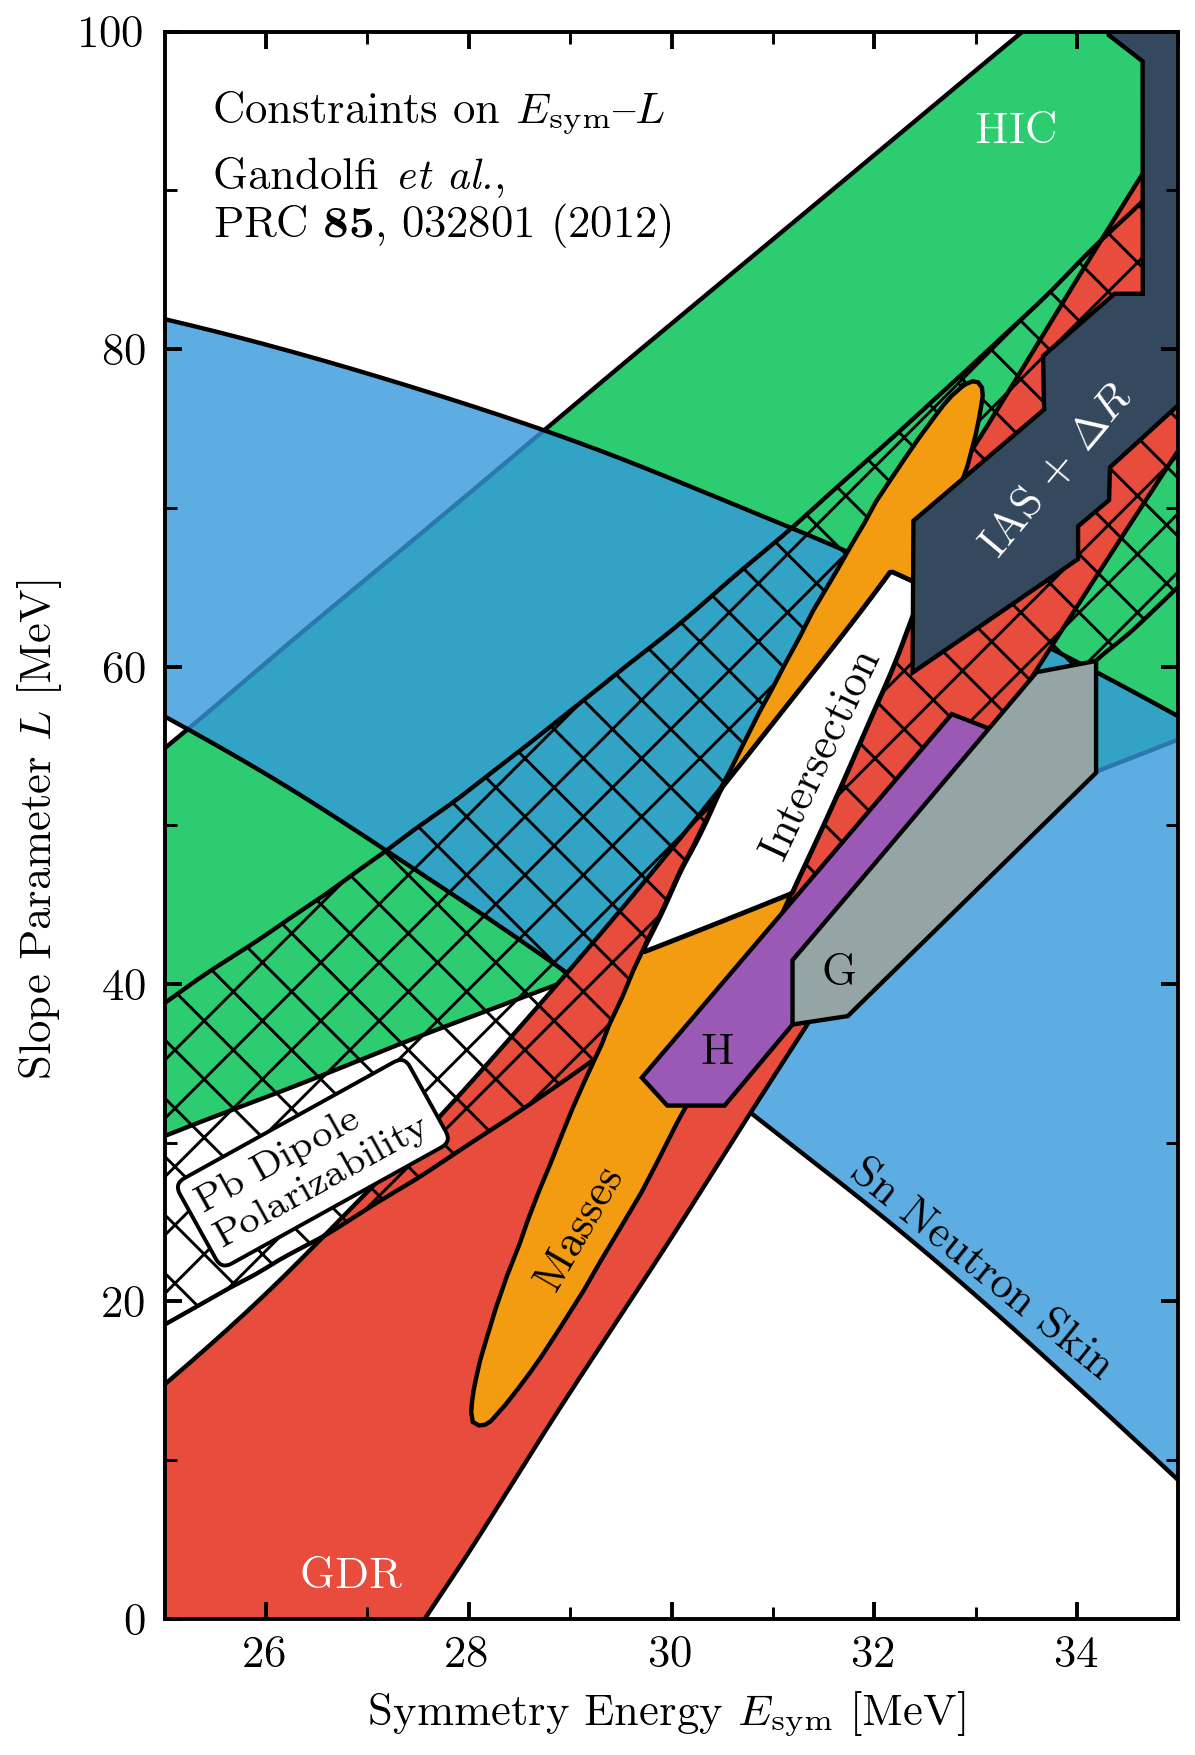 100
80
60
40
20
0
Slope Parameter L [MeV]
Constraints on E_sym–L
Gandolfi et al.,
PRC 85, 032801 (2012)
HIC
IAS + ΔR
Intersection
G
H
Pb Dipole
Polarizability
Masses
Sn Neutron Skin
GDR
26 28 30 32 34
Symmetry Energy E_sym [MeV]